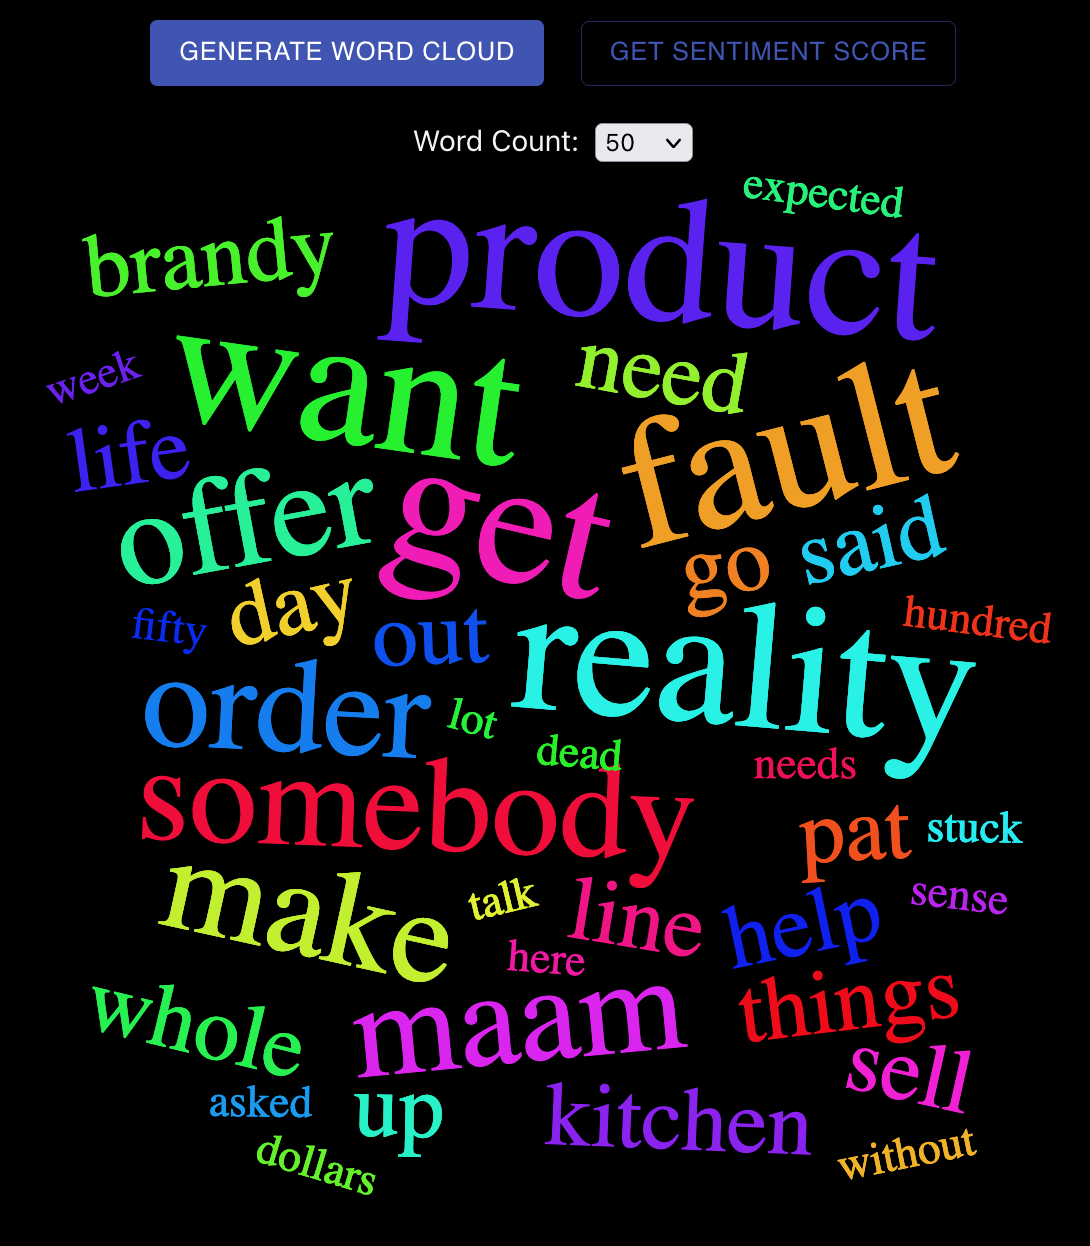 GENERATE WORD CLOUD
GET SENTIMENT SCORE
Word Count: 50
expected
brandy
product
want
need
week
fault
life
offer
get
said
go
day
fifty
out
hundred
reality
order
lot
dead
needs
somebody
pat
stuck
make
talk
line
help
sense
here
whole
maam
things
sell
asked
up
kitchen
without
dollars